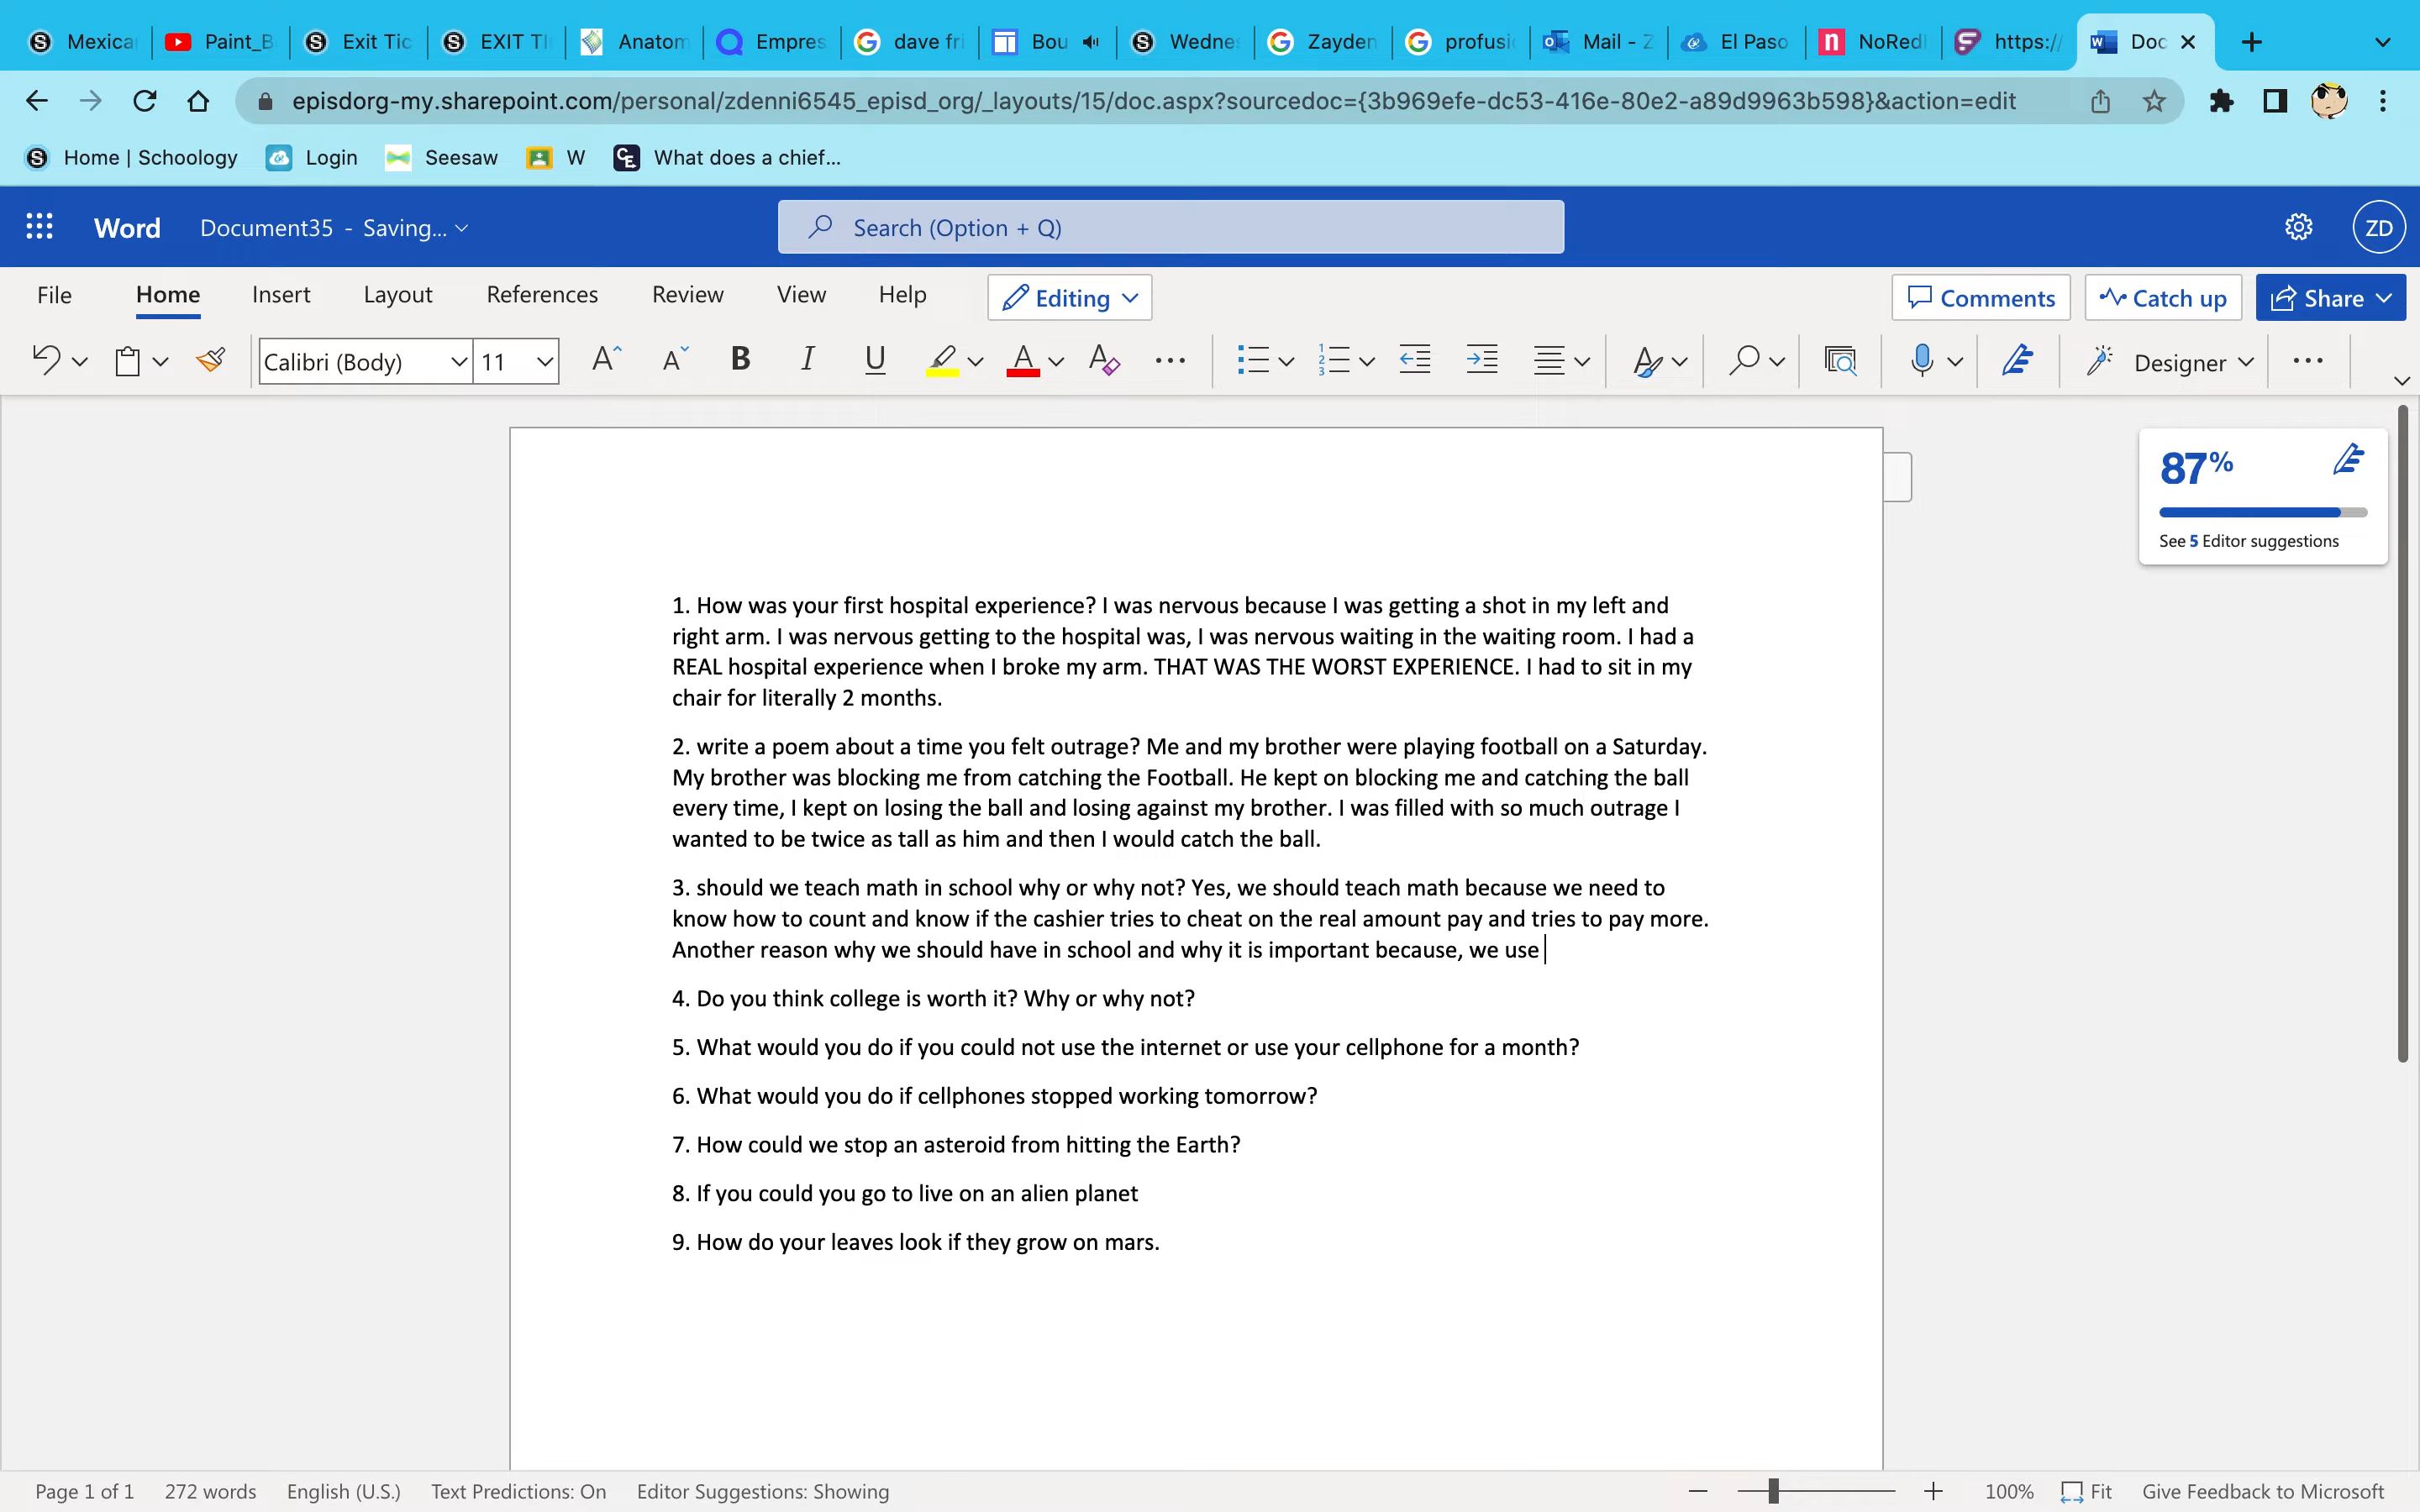 Mexica Paint_B Exit Tic EXIT TI Anatom Empres dave fri Bou Wedne Zayden profusi Mail - Z El Paso NoRedI https:// Doc
episdorg-my.sharepoint.com/personal/zdenni6545_episd_org/_layouts/15/doc.aspx?sourcedoc={3b969efe-dc53-416e-80e2-a89d9963b598}&action=edit
Home | Schoology Login Seesaw W What does a chief...
Word Document35 - Saving... Search (Option + Q) ZD
File Home Insert Layout References Review View Help Editing Comments Catch up Share
Calibri (Body) 11 Designer
87%
See 5 Editor suggestions
1. How was your first hospital experience? I was nervous because I was getting a shot in my left and
right arm. I was nervous getting to the hospital was, I was nervous waiting in the waiting room. I had a
REAL hospital experience when I broke my arm. THAT WAS THE WORST EXPERIENCE. I had to sit in my
chair for literally 2 months.
2. write a poem about a time you felt outrage? Me and my brother were playing football on a Saturday.
My brother was blocking me from catching the Football. He kept on blocking me and catching the ball
every time, I kept on losing the ball and losing against my brother. I was filled with so much outrage I
wanted to be twice as tall as him and then I would catch the ball.
3. should we teach math in school why or why not? Yes, we should teach math because we need to
know how to count and know if the cashier tries to cheat on the real amount pay and tries to pay more.
Another reason why we should have in school and why it is important because, we use
4. Do you think college is worth it? Why or why not?
5. What would you do if you could not use the internet or use your cellphone for a month?
6. What would you do if cellphones stopped working tomorrow?
7. How could we stop an asteroid from hitting the Earth?
8. If you could you go to live on an alien planet
9. How do your leaves look if they grow on mars.
Page 1 of 1 272 words English (U.S.) Text Predictions: On Editor Suggestions: Showing 100% Fit Give Feedback to Microsoft